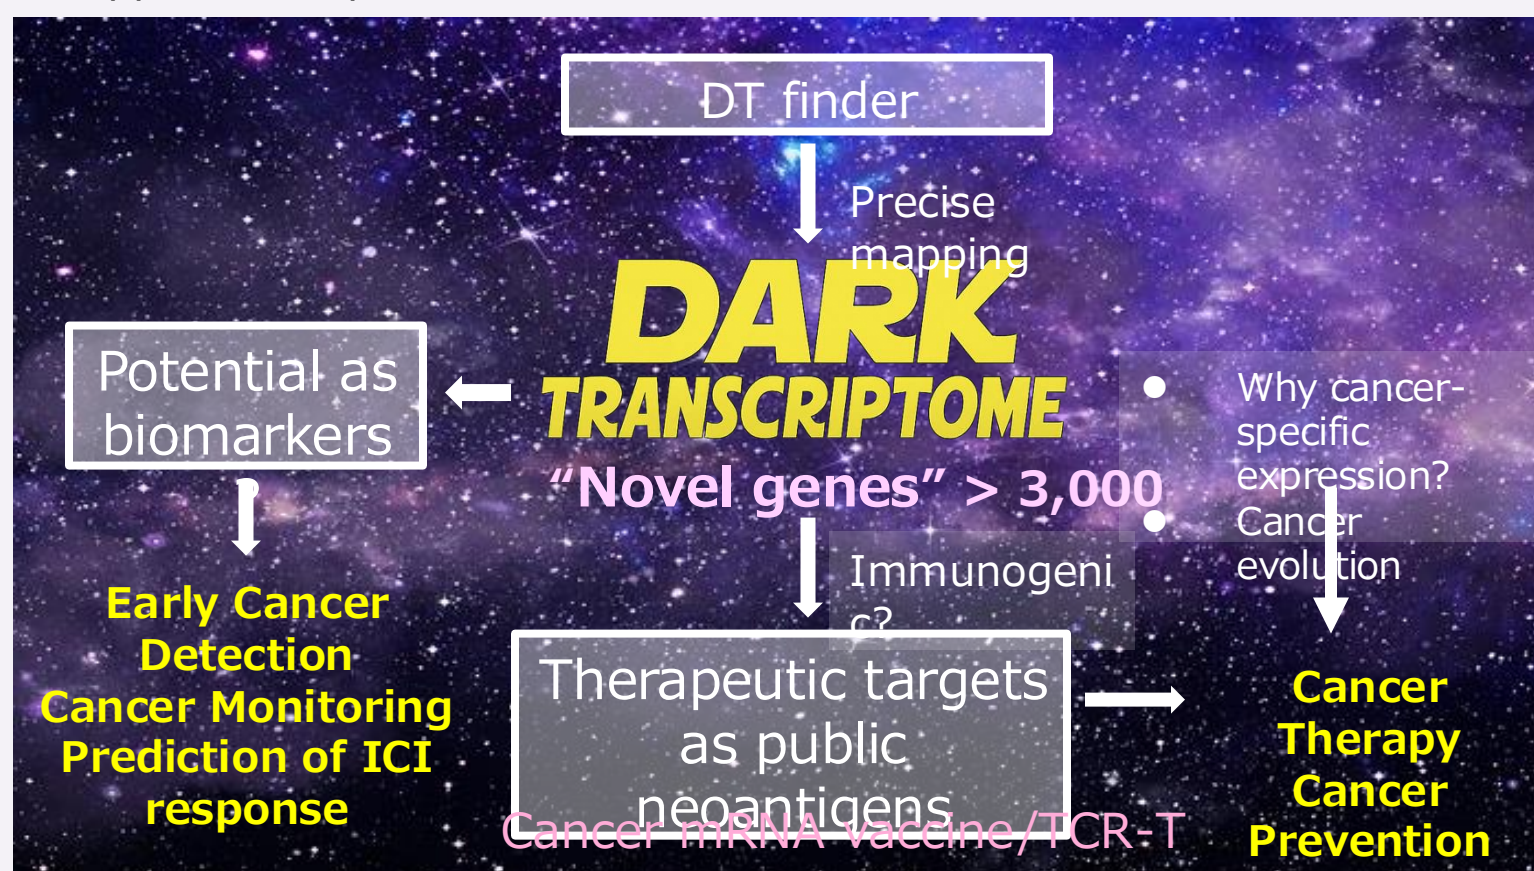 DT finder
Precise
mapping
DARK
TRANSCRIPTOME
“Novel genes” > 3,000
Potential as
biomarkers
Early Cancer
Detection
Cancer Monitoring
Prediction of ICI
response
Immunogeni
c?
Therapeutic targets
as public
neoantigens
Cancer mRNA vaccine/TCR-T
● Why cancer-
specific
expression?
● Cancer
evolution
Cancer
Therapy
Cancer
Prevention